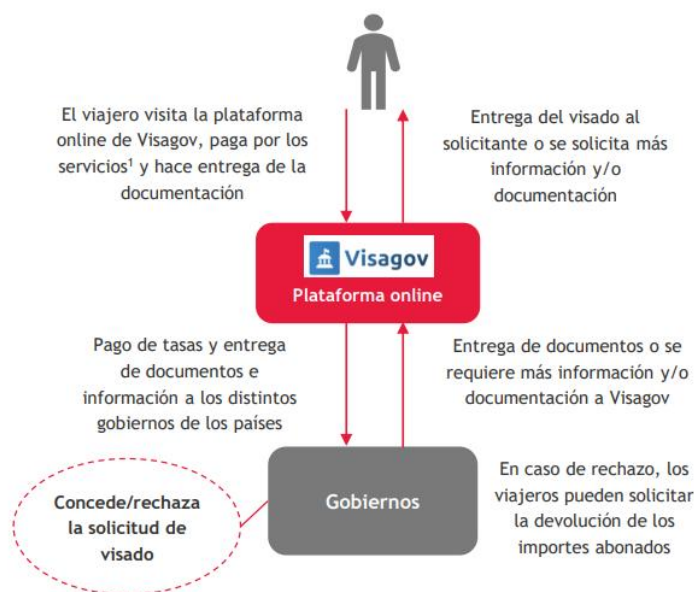 El viajero visita la plataforma
online de Visagov, paga por los
servicios¹ y hace entrega de la
documentación
Entrega del visado al
solicitante o se solicita más
información y/o
documentación
Visagov
Plataforma online
Pago de tasas y entrega
de documentos e
información a los distintos
gobiernos de los países
Entrega de documentos o se
requiere más información y/o
documentación a Visagov
Concede/rechaza
la solicitud de
visado
Gobiernos
En caso de rechazo, los
viajeros pueden solicitar
la devolución de los
importes abonados